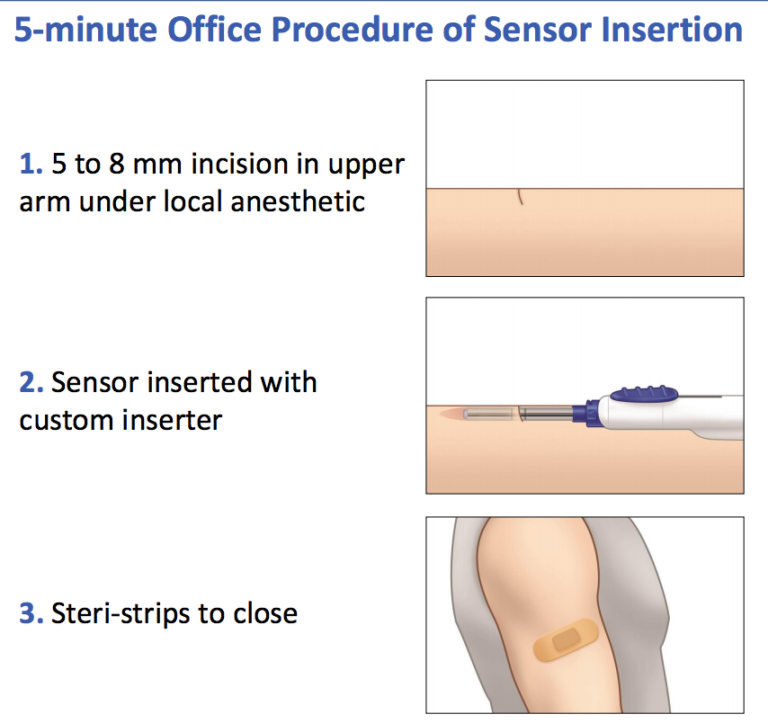 5-minute Office Procedure of Sensor Insertion
1. 5 to 8 mm incision in upper
arm under local anesthetic
2. Sensor inserted with
custom inserter
3. Steri-strips to close